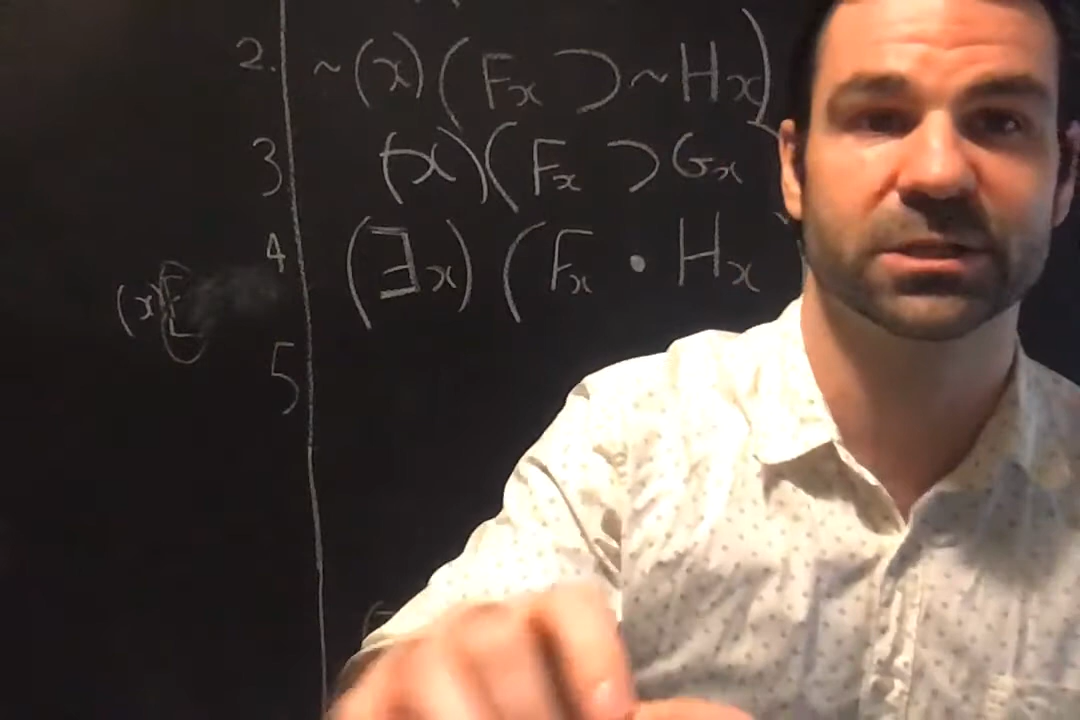 2. ~(x)(Fx ⊃ ~Hx)
3 (x)(Fx ⊃ Gx)
4 (∃x)(Fx • Hx)
(x)
5